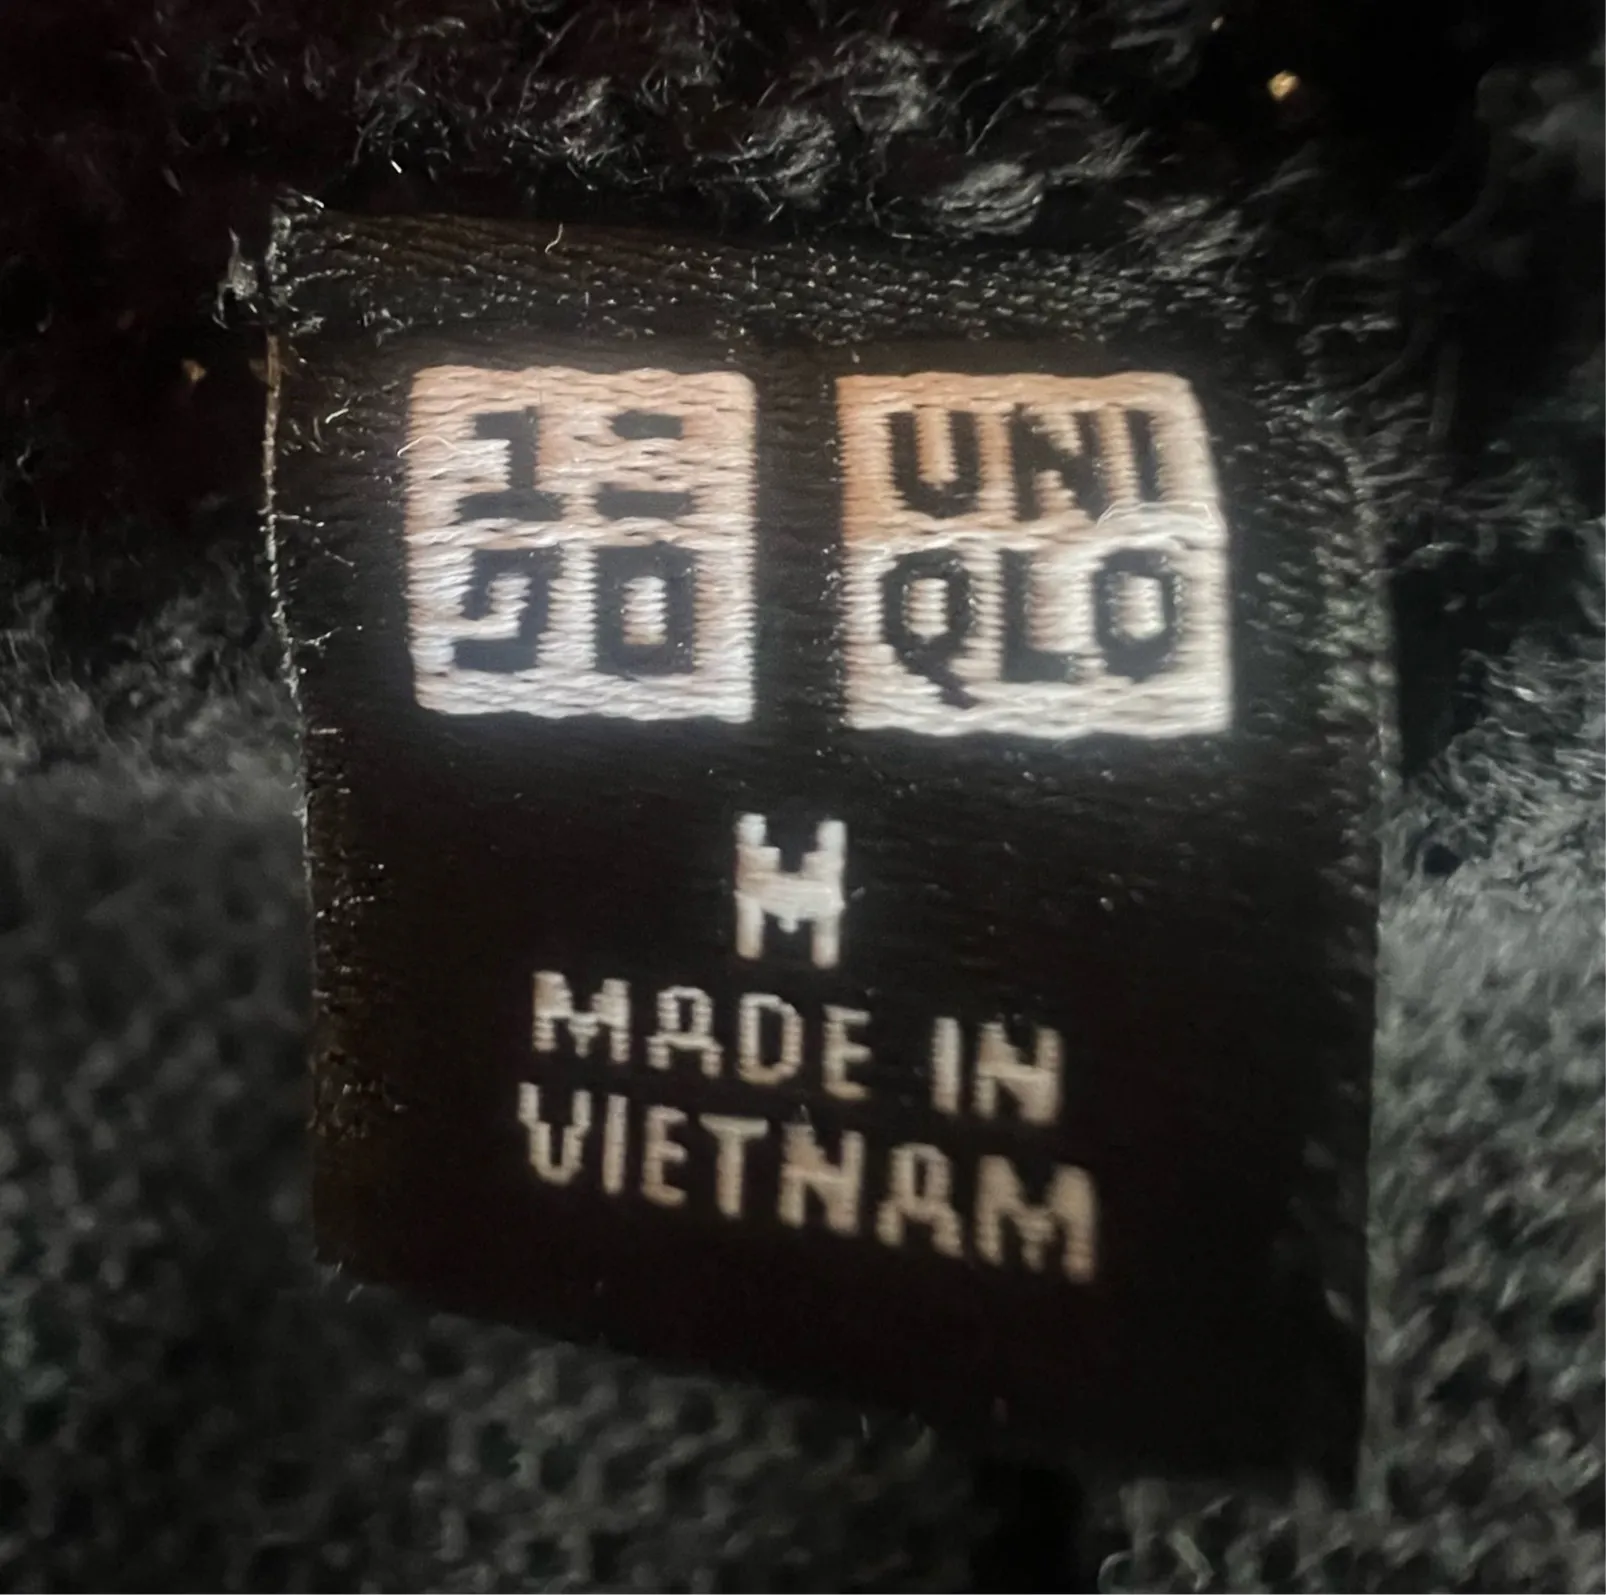 ユニ
クロ
UNI
QLO
M
MADE IN
VIETNAM